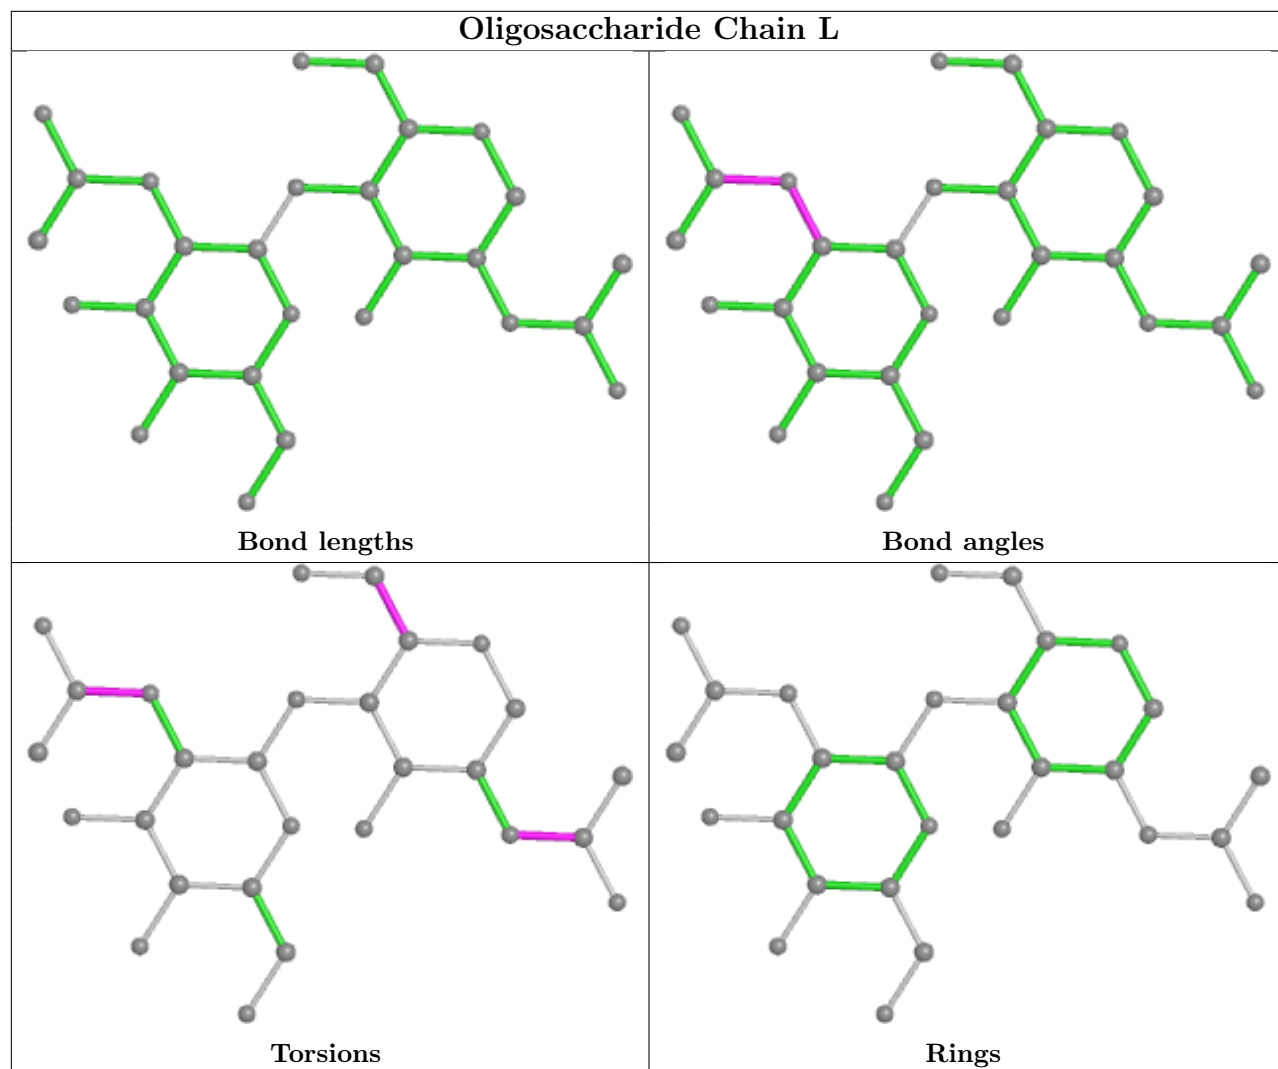 Oligosaccharide Chain L
Bond lengths
Bond angles
Torsions
Rings